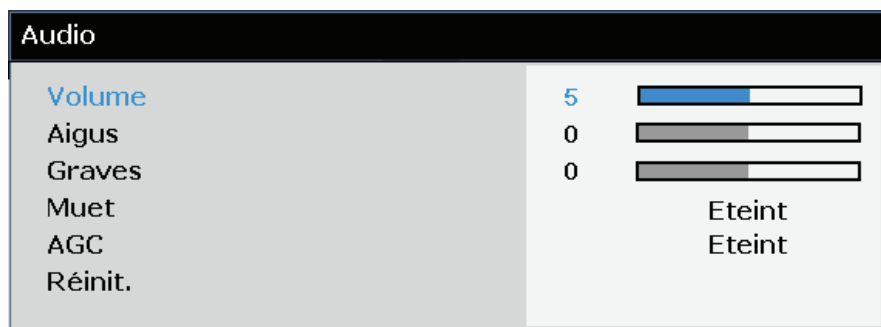 Audio
Volume 5
Aigus 0
Graves 0
Muet Eteint
AGC Eteint
Réinit.